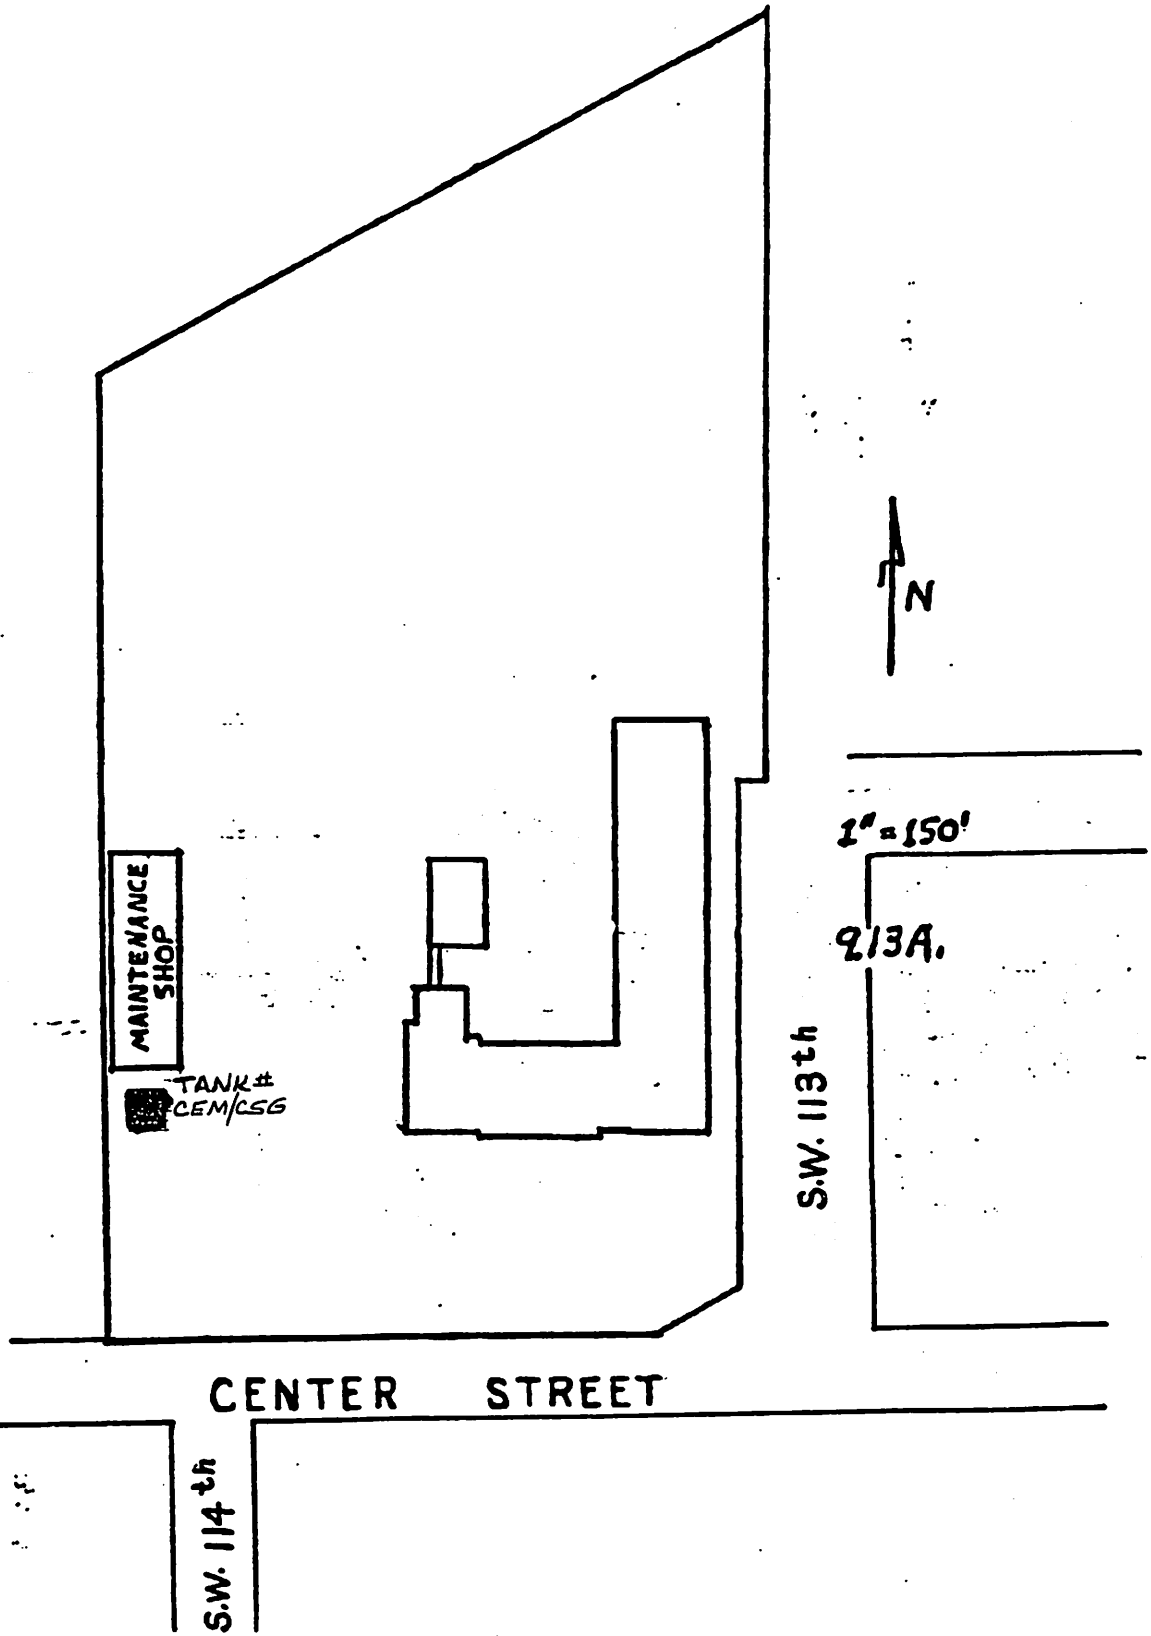 N
1" = 150'
213A.
MAINTENANCE
SHOP
TANK #
CEM/CSG
S.W. 113th
CENTER STREET
S.W. 114th